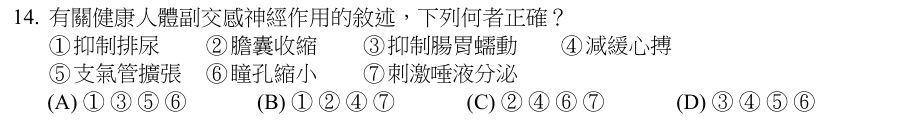 14. 有關健康人體副交感神經作用的敘述，下列何者正確？
①抑制排尿 ②膽囊收縮 ③抑制腸胃蠕動 ④減緩心搏
⑤支氣管擴張 ⑥瞳孔縮小 ⑦刺激唾液分泌
(A) ①③⑤⑥ (B) ①②④⑦ (C) ②④⑥⑦ (D) ③④⑤⑥